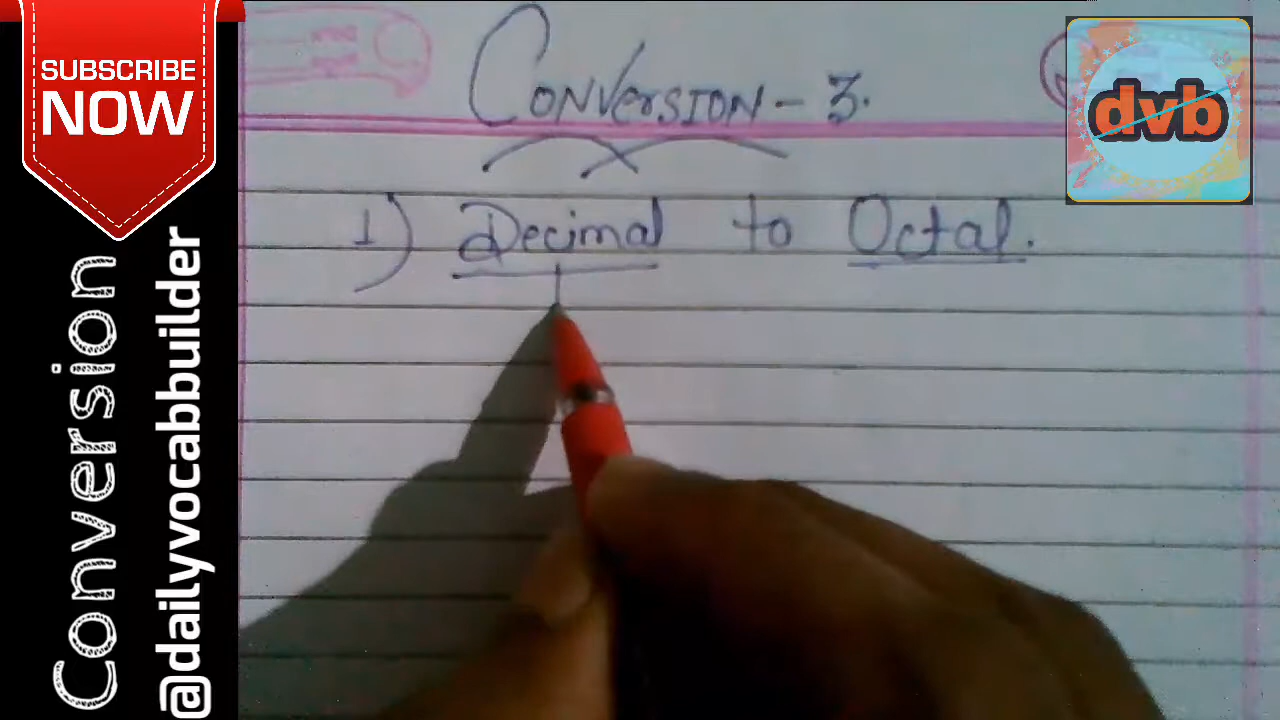 SUBSCRIBE
NOW
Conversion
@dailyvocabbuilder
CONVersION - 3.
dvb
1) Decimal to Octal.